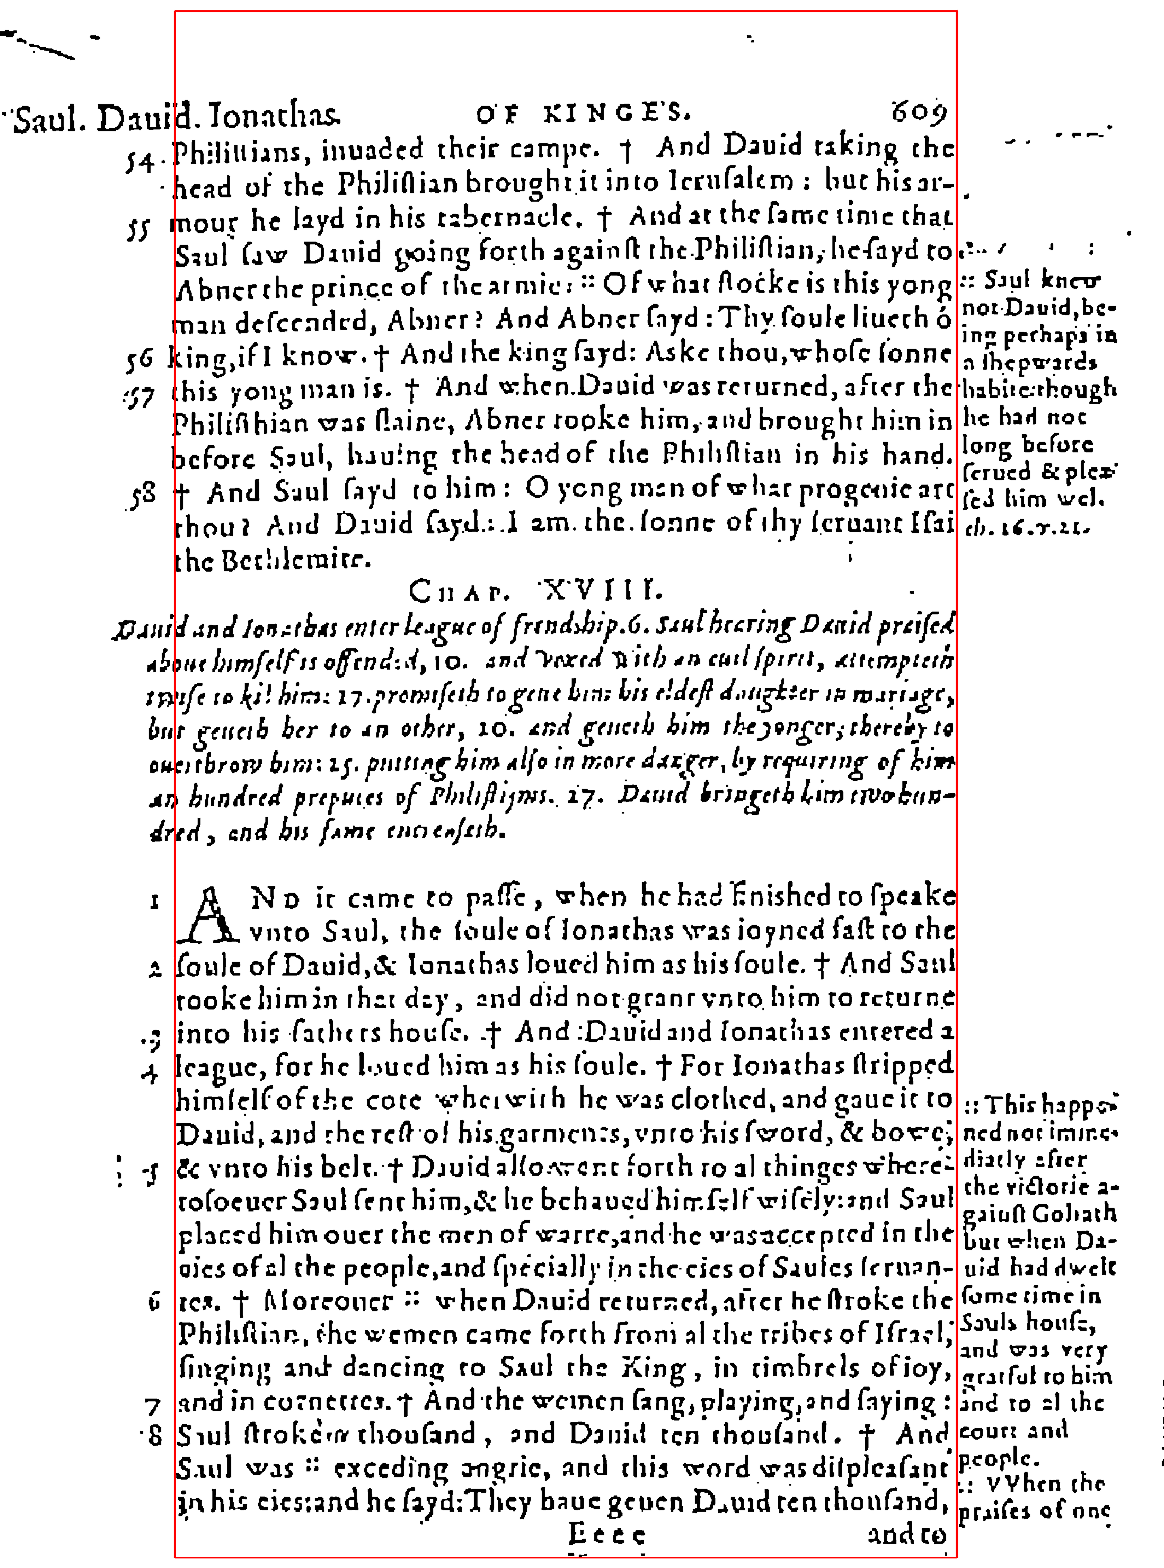 Saul. Dauid. Ionathas. OF KINGES. 609
54. Philistians, inuaded their campe. † And Dauid taking the
head of the Philiſtian brought it into Ieruſalem: but his ar-
55 mour he layd in his tabernacle. † And at the ſame time that
Saul ſaw Dauid going forth againſt the Philiſtian, he ſayd to
Abner the prince of the armie: :: Of what ſtocke is this yong
man deſcended, Abner? And Abner ſayd: Thy ſoule liueth ô
56 king, if I know. † And the king ſayd: Aske thou, whoſe ſonne
57 this yong man is. † And when Dauid was returned, after the
Philiſthian was ſlaine, Abner tooke him, and brought him in
before Saul, hauing the head of the Philiſtian in his hand.
58 † And Saul ſayd to him: O yong man of what progenie art
thou? And Dauid ſayd: I am the ſonne of thy ſeruant Iſai
the Bethlemite.
:: Saul knew
not Dauid, be-
ing perhaps in
a shepwards
habite: though
he had not
long before
ſerued & plea-
ſed him wel.
ch. 16. v. 21.
CHAP. XVIII.
Dauid and Ionathas enter league of frendship. 6. Saul hearing Dauid praiſed
aboue himſelf is offended, 10. and vexed with an euil ſpirit, attempteth
twiſe to kil him: 17. promiſeth to geue him his eldeſt daughter in mariage,
but geueth her to an other, 20. and geueth him the yonger, thereby to
ouerthrow him: 25. putting him alſo in more danger, by requiring of him
an hundred prepuces of Philiſtijms. 27. Dauid bringeth him two hun-
dred, and his fame encreaſeth.
1 AND it came to paſſe, when he had finished to ſpeake
vnto Saul, the ſoule of Ionathas was ioyned faſt to the
2 ſoule of Dauid, & Ionathas loued him as his ſoule. † And Saul
tooke him in that day, and did not grant vnto him to returne
3 into his fathers houſe. † And Dauid and Ionathas entered a
4 league, for he loued him as his ſoule. † For Ionathas ſtripped
himſelf of the cote wherwith he was clothed, and gaue it to
Dauid, and the reſt of his garments, vnto his ſword, & bowe,
5 & vnto his belt. † Dauid alſo went forth to al thinges where-
toſoeuer Saul ſent him, & he behaued himſelf wiſely: and Saul
placed him ouer the men of warre, and he was accepted in the
eies of al the people, and ſpecially in the eies of Saules ſeruan-
6 tes. † Moreouer :: when Dauid returned, after he ſtroke the
Philiſtian, the wemen came forth from al the tribes of Iſrael,
ſinging and dancing to Saul the King, in timbrels of ioy,
7 and in cornettes. † And the wemen ſang, playing, and ſaying:
8 Saul ſtroke thouſand, and Dauid ten thouſand. † And
Saul was :: exceding angrie, and this word was diſpleaſant
in his eies: and he ſayd: They haue geuen Dauid ten thouſand,
:: This happe-
ned not imme-
diatly after
the victorie a-
gainſt Goliath
but when Da-
uid had dwelt
ſome time in
Sauls houſe,
and was very
gratful to him
and to al the
court and
people.
:: VVhen the
praiſes of one
Eeee and to